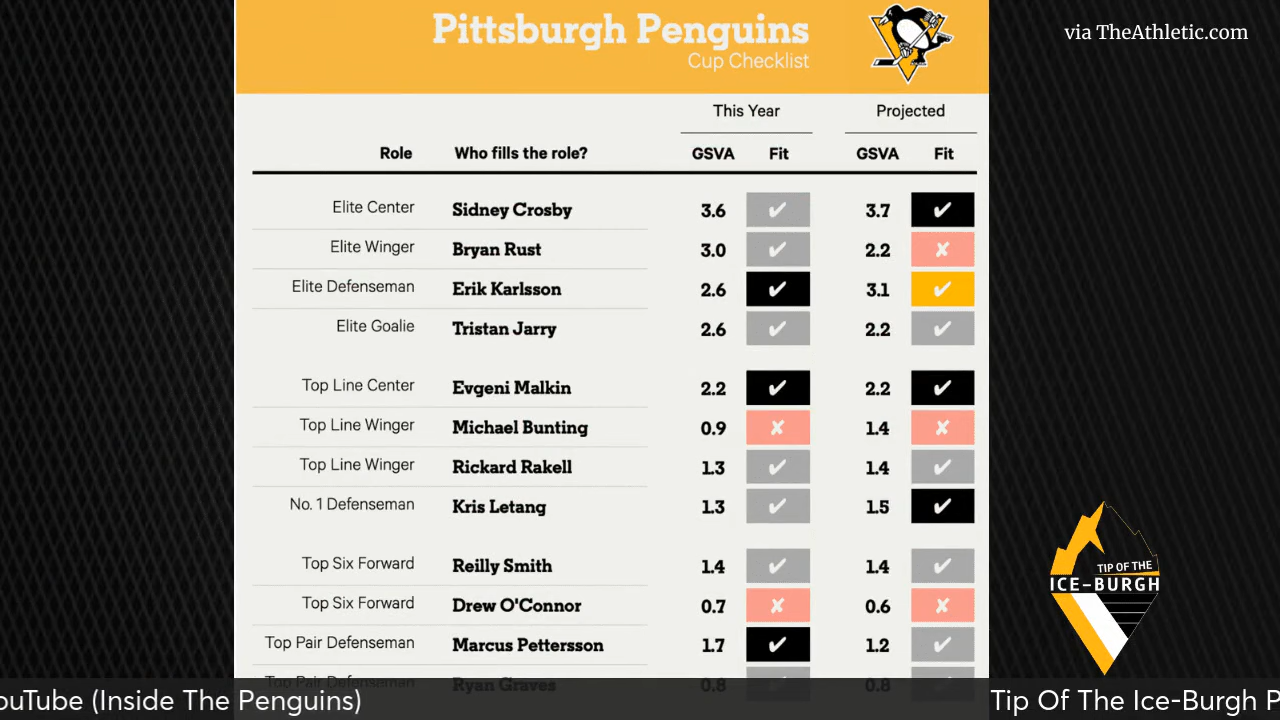 Pittsburgh Penguins
Cup Checklist
via TheAthletic.com
This Year Projected
Role Who fills the role? GSVA Fit GSVA Fit
Elite Center Sidney Crosby 3.6 ✔ 3.7 ✔
Elite Winger Bryan Rust 3.0 ✔ 2.2 ✘
Elite Defenseman Erik Karlsson 2.6 ✔ 3.1 ✔
Elite Goalie Tristan Jarry 2.6 ✔ 2.2 ✔
Top Line Center Evgeni Malkin 2.2 ✔ 2.2 ✔
Top Line Winger Michael Bunting 0.9 ✘ 1.4 ✘
Top Line Winger Rickard Rakell 1.3 ✔ 1.4 ✔
No. 1 Defenseman Kris Letang 1.3 ✔ 1.5 ✔
Top Six Forward Reilly Smith 1.4 ✔ 1.4 ✔
Top Six Forward Drew O'Connor 0.7 ✘ 0.6 ✘
Top Pair Defenseman Marcus Pettersson 1.7 ✔ 1.2 ✔
Top Pair Defenseman Ryan Graves 0.8 ✔ 0.8 ✔
TIP OF THE
ICE-BURGH
ouTube (Inside The Penguins) Tip Of The Ice-Burgh P